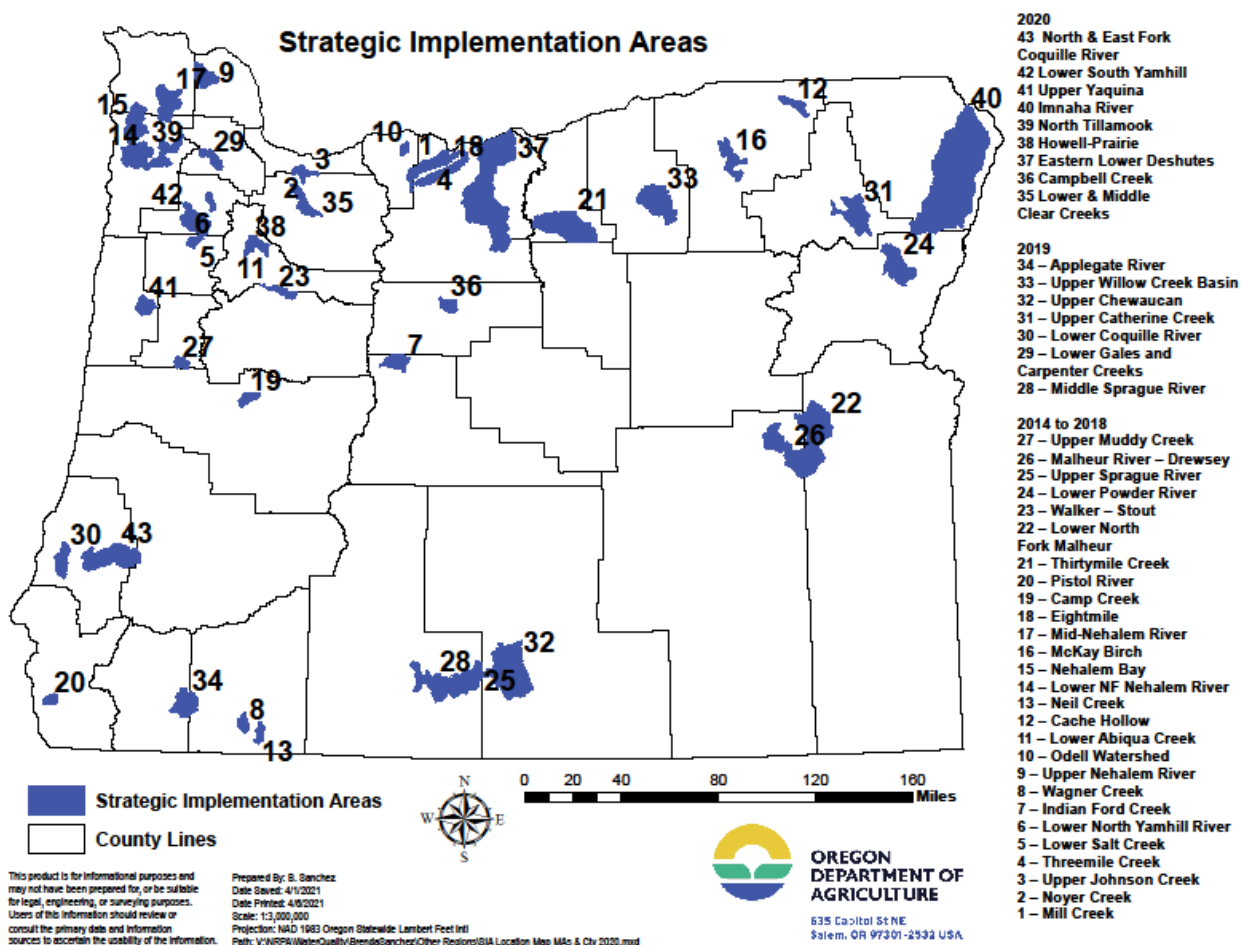 Strategic Implementation Areas
9
17
15
12
40
14
39
29
10
1
18
37
16
3
42
2
35
4
21
33
31
6
38
5
11
23
24
41
36
27
7
19
22
26
30
43
32
28
25
20
34
8
13
2020
43 North & East Fork
Coquille River
42 Lower South Yamhill
41 Upper Yaquina
40 Imnaha River
39 North Tillamook
38 Howell-Prairie
37 Eastern Lower Deshutes
36 Campbell Creek
35 Lower & Middle
Clear Creeks
2019
34 – Applegate River
33 – Upper Willow Creek Basin
32 – Upper Chewaucan
31 – Upper Catherine Creek
30 – Lower Coquille River
29 – Lower Gales and
Carpenter Creeks
28 – Middle Sprague River
2014 to 2018
27 – Upper Muddy Creek
26 – Malheur River – Drewsey
25 – Upper Sprague River
24 – Lower Powder River
23 – Walker – Stout
22 – Lower North
Fork Malheur
21 – Thirtymile Creek
20 – Pistol River
19 – Camp Creek
18 – Eightmile
17 – Mid-Nehalem River
16 – McKay Birch
15 – Nehalem Bay
14 – Lower NF Nehalem River
13 – Neil Creek
12 – Cache Hollow
11 – Lower Abiqua Creek
10 – Odell Watershed
9 – Upper Nehalem River
8 – Wagner Creek
7 – Indian Ford Creek
6 – Lower North Yamhill River
5 – Lower Salt Creek
4 – Threemile Creek
3 – Upper Johnson Creek
2 – Noyer Creek
1 – Mill Creek
Strategic Implementation Areas
County Lines
N
W E
S
0 20 40 80 120 160
Miles
OREGON
DEPARTMENT OF
AGRICULTURE
635 Capitol St NE
Salem, OR 97301-2532 USA
This product is for informational purposes and
may not have been prepared for, or be suitable
for legal, engineering, or surveying purposes.
Users of this information should review or
consult the primary data and information
sources to ascertain the usability of the information.
Prepared By: B. Sanchez
Date Saved: 4/1/2021
Date Printed: 4/6/2021
Scale: 1:3,000,000
Projection: NAD 1983 Oregon Statewide Lambert Feet Intl
Path: V:\NRPA\WaterQuality\BrendaSanchez\Other Regions\SIA Location Map MAs & Cty 2020.mxd